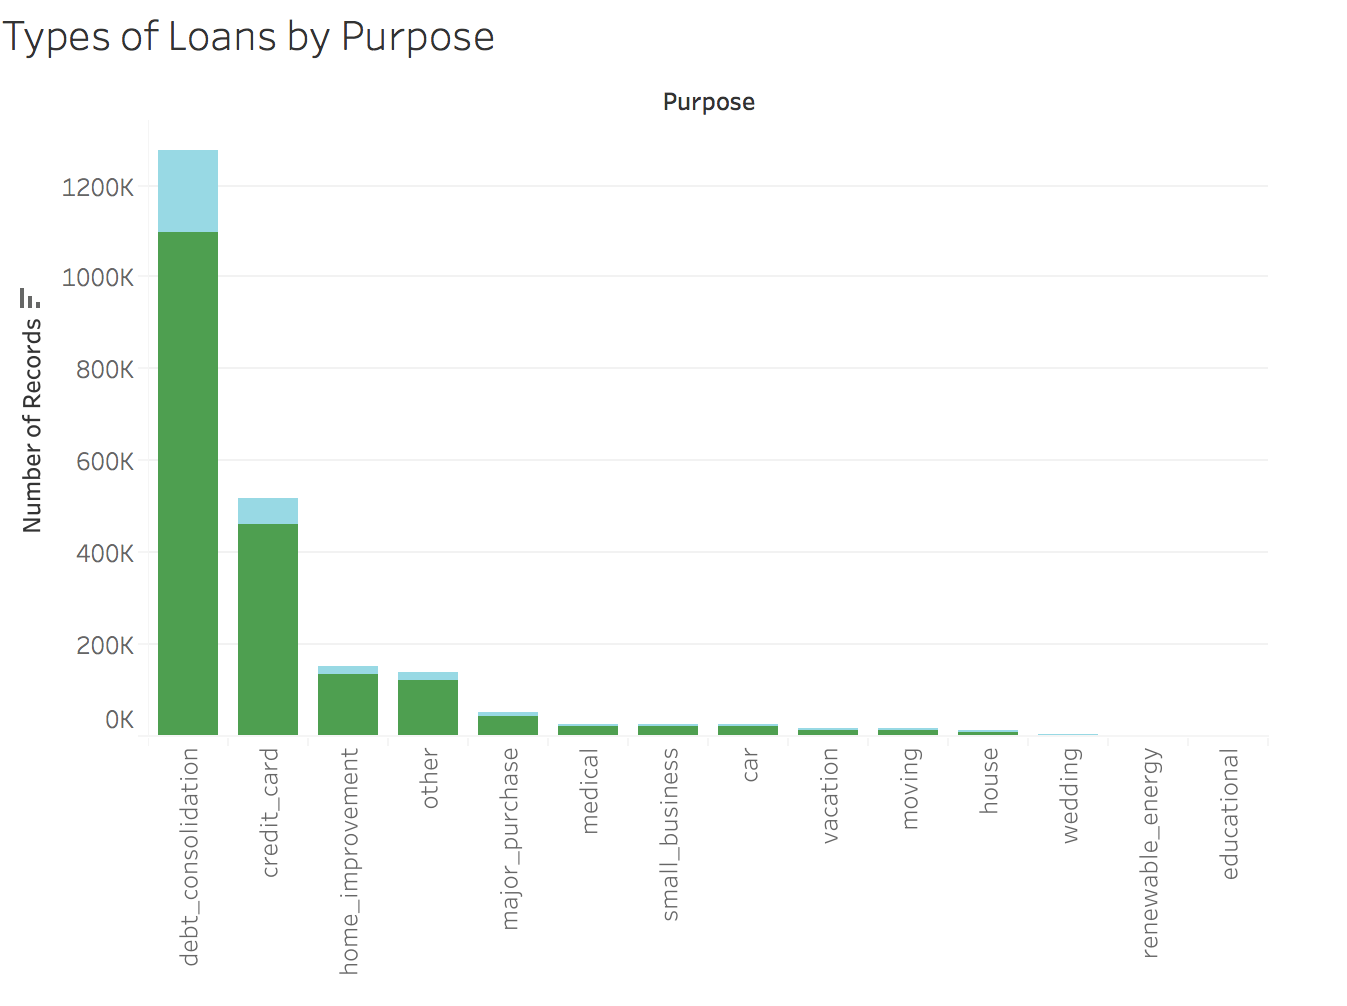 Types of Loans by Purpose
Purpose
Number of Records
1200K
1000K
800K
600K
400K
200K
0K
debt_consolidation
credit_card
home_improvement
other
major_purchase
medical
small_business
car
vacation
moving
house
wedding
renewable_energy
educational